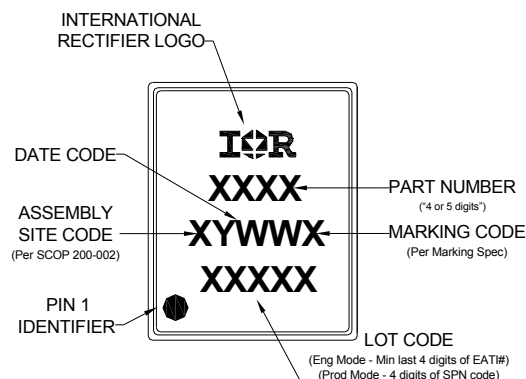 INTERNATIONAL
RECTIFIER LOGO
IOR
DATE CODE
XXXX
PART NUMBER
(“4 or 5 digits”)
ASSEMBLY
SITE CODE
(Per SCOP 200-002)
XYWWX
MARKING CODE
(Per Marking Spec)
XXXXX
PIN 1
IDENTIFIER
LOT CODE
(Eng Mode - Min last 4 digits of EATI#)
(Prod Mode - 4 digits of SPN code)